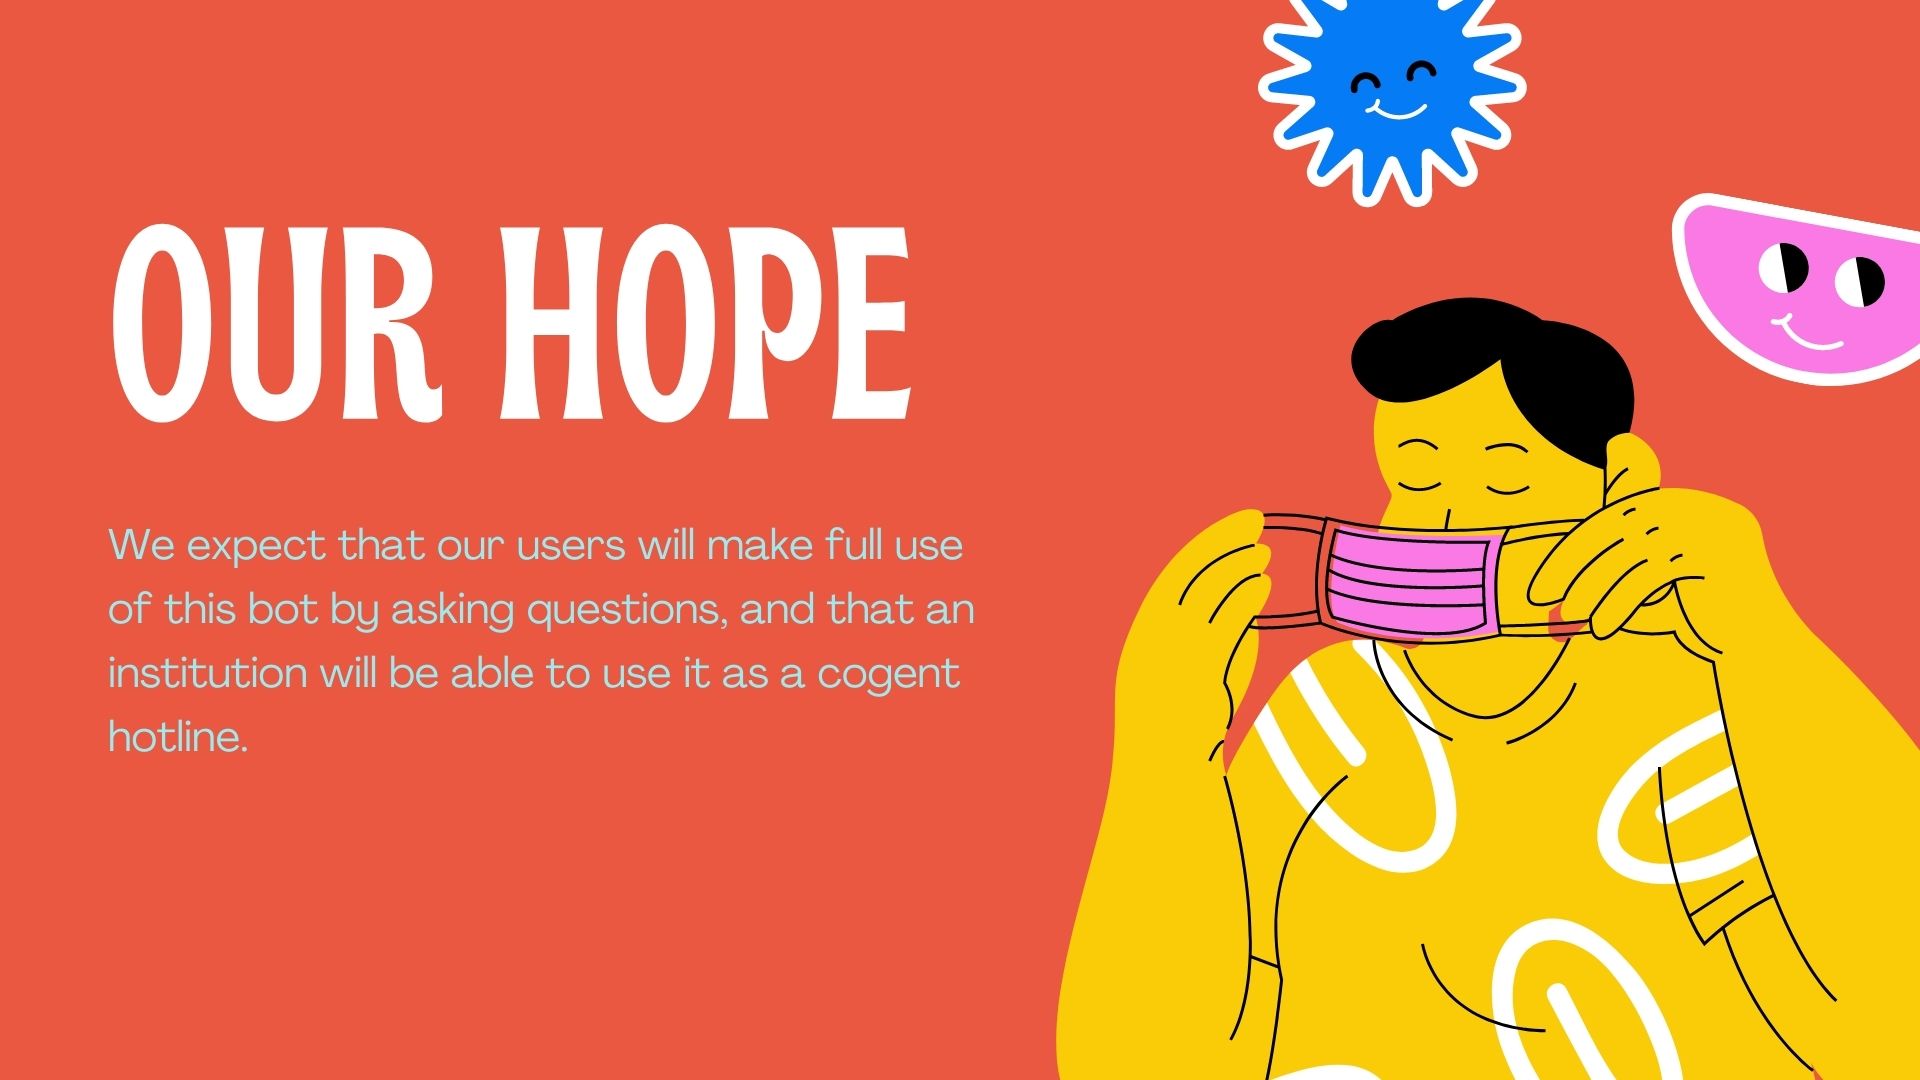 OUR HOPE
We expect that our users will make full use
of this bot by asking questions, and that an
institution will be able to use it as a cogent
hotline.